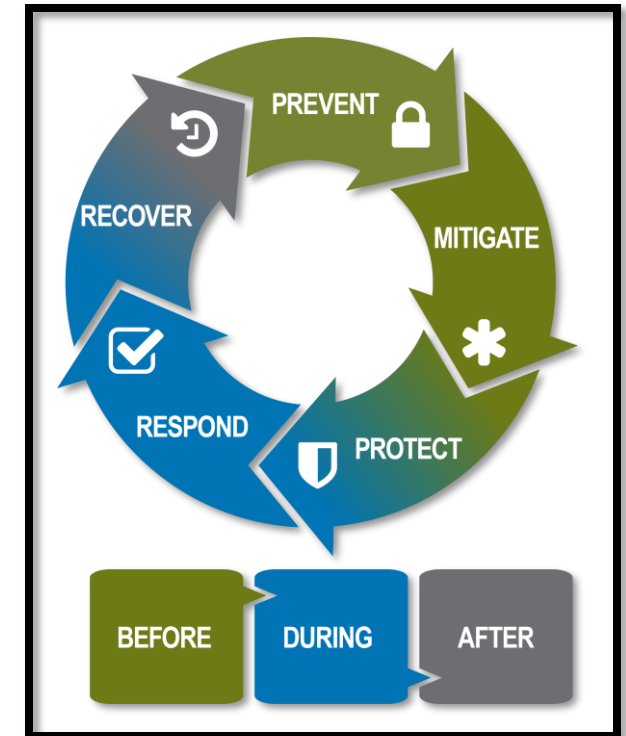 PREVENT
MITIGATE
PROTECT
RESPOND
RECOVER
BEFORE
DURING
AFTER